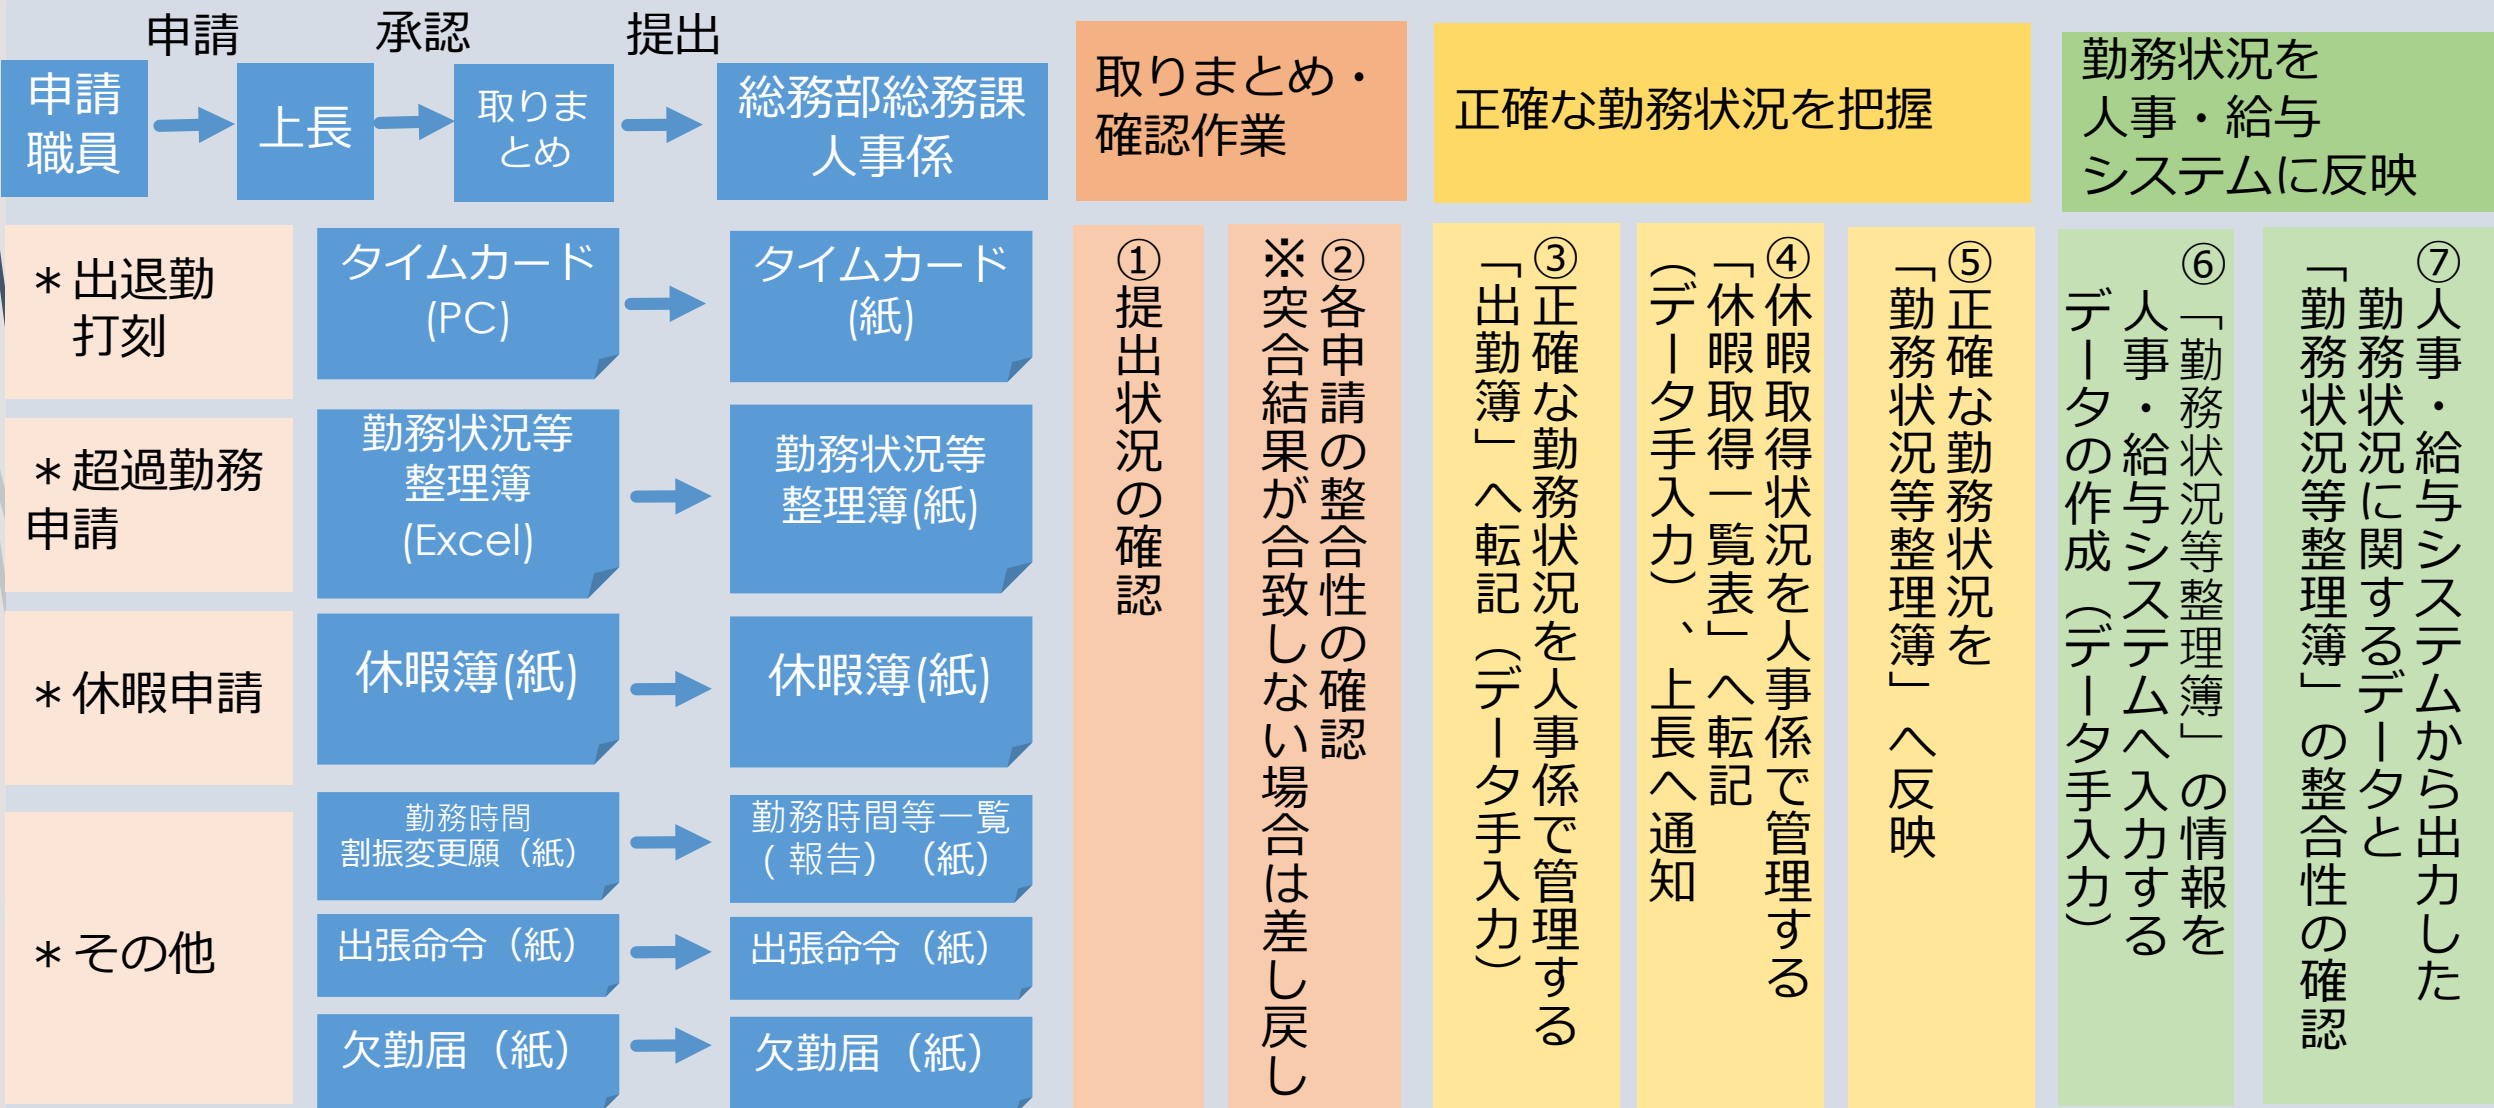 申請
承認
提出
申請
職員
上長
取りま
とめ
総務部総務課
人事係
取りまとめ・
確認作業
正確な勤務状況を把握
勤務状況を
人事・給与
システムに反映
＊出退勤
打刻
タイムカード
(PC)
タイムカード
(紙)
＊超過勤務
申請
勤務状況等
整理簿
(Excel)
勤務状況等
整理簿(紙)
＊休暇申請
休暇簿(紙)
休暇簿(紙)
＊その他
勤務時間
割振変更願（紙）
勤務時間等一覧
( 報告）（紙）
出張命令（紙）
出張命令（紙）
欠勤届（紙）
欠勤届（紙）
①提出状況の確認
②各申請の整合性の確認
※突合結果が合致しない場合は差し戻し
③正確な勤務状況を人事係で管理する
「出勤簿」へ転記（データ手入力）
④休暇取得状況を人事係で管理する
「休暇取得一覧表」へ転記
（データ手入力）、上長へ通知
⑤正確な勤務状況を
「勤務状況等整理簿」へ反映
⑥「勤務状況等整理簿」の情報を
人事・給与システムへ入力する
データの作成（データ手入力）
⑦人事・給与システムから出力した
勤務状況に関するデータと
「勤務状況等整理簿」の整合性の確認